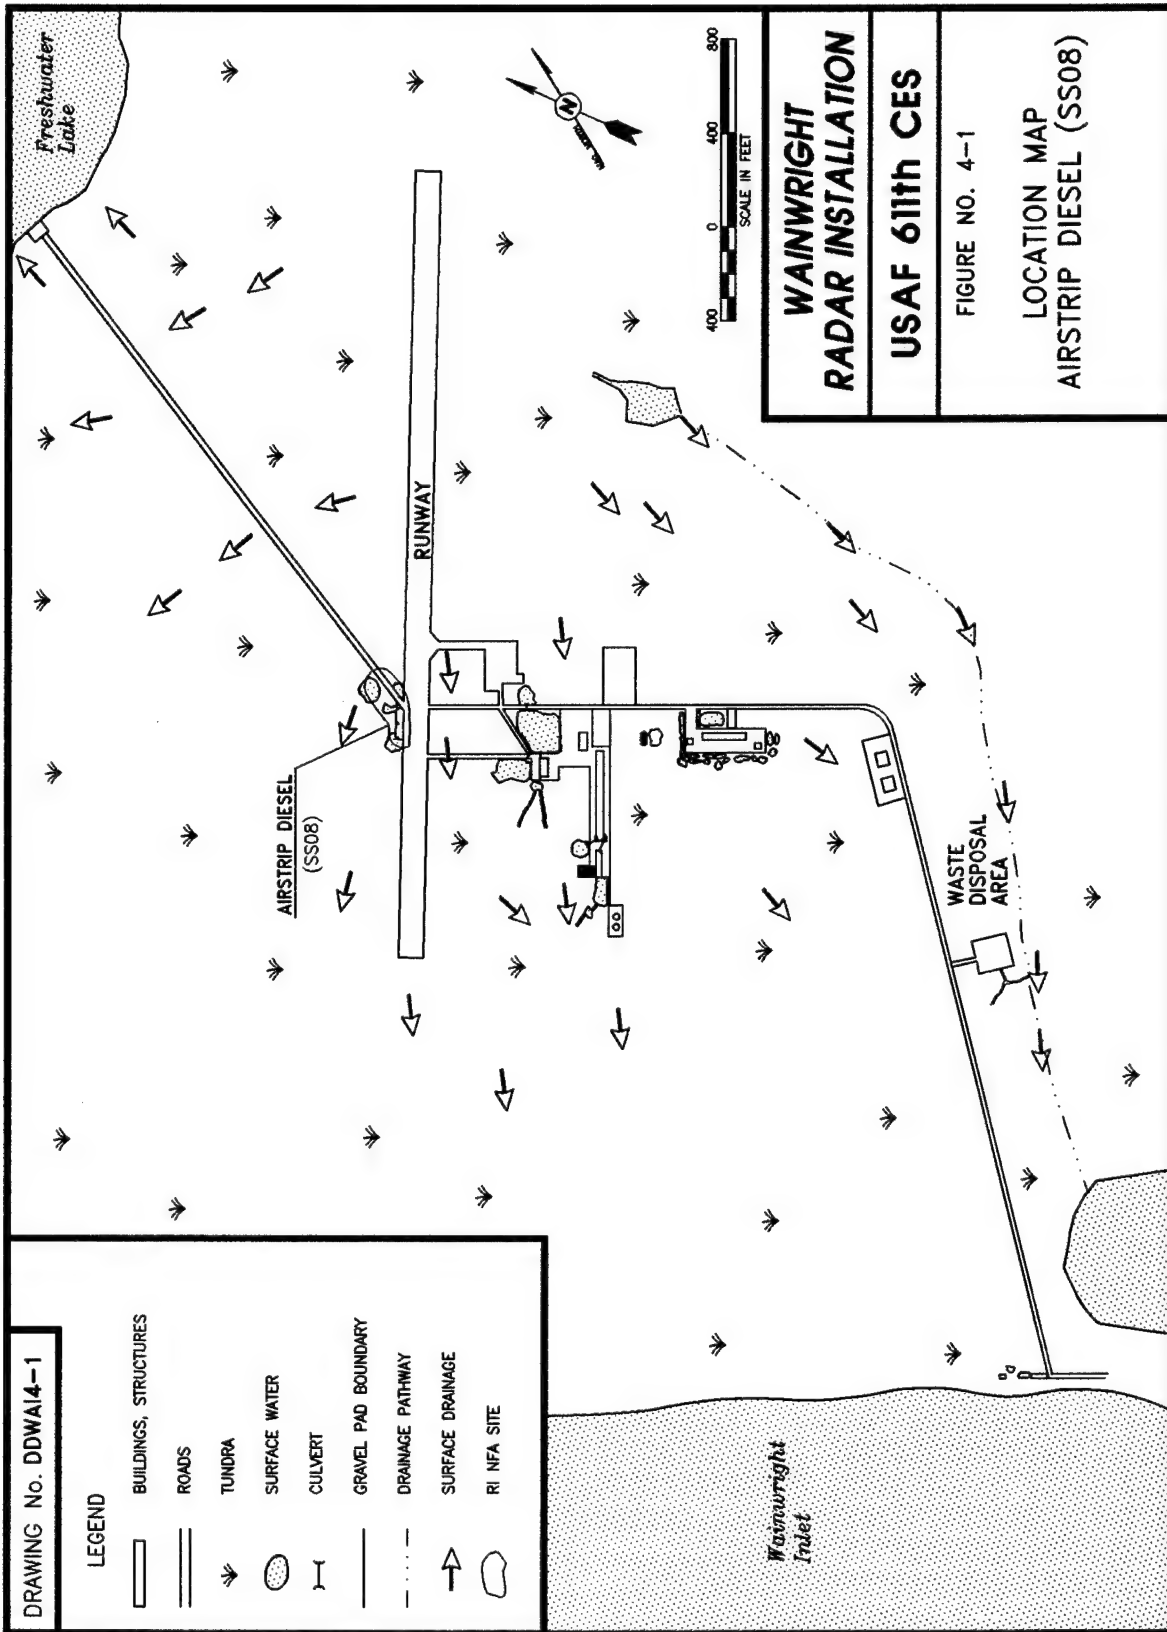 DRAWING No. DDWAI4-1
LEGEND
BUILDINGS, STRUCTURES
ROADS
TUNDRA
SURFACE WATER
CULVERT
GRAVEL PAD BOUNDARY
DRAINAGE PATHWAY
SURFACE DRAINAGE
RI NFA SITE
Freshwater
Lake
RUNWAY
AIRSTRIP DIESEL
(SS08)
WASTE
DISPOSAL
AREA
Wainwright
Inlet
N
400 0 400 800
SCALE IN FEET
WAINWRIGHT
RADAR INSTALLATION
USAF 611th CES
FIGURE NO. 4-1
LOCATION MAP
AIRSTRIP DIESEL (SS08)